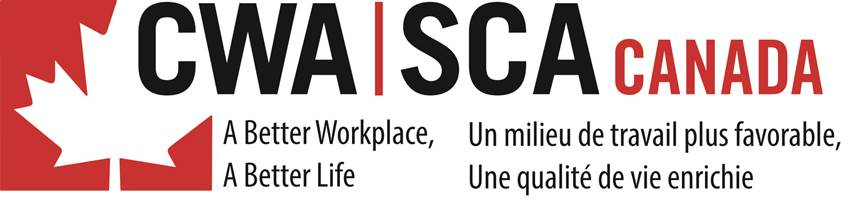 CWA|SCA CANADA
A Better Workplace,
A Better Life
Un milieu de travail plus favorable,
Une qualité de vie enrichie